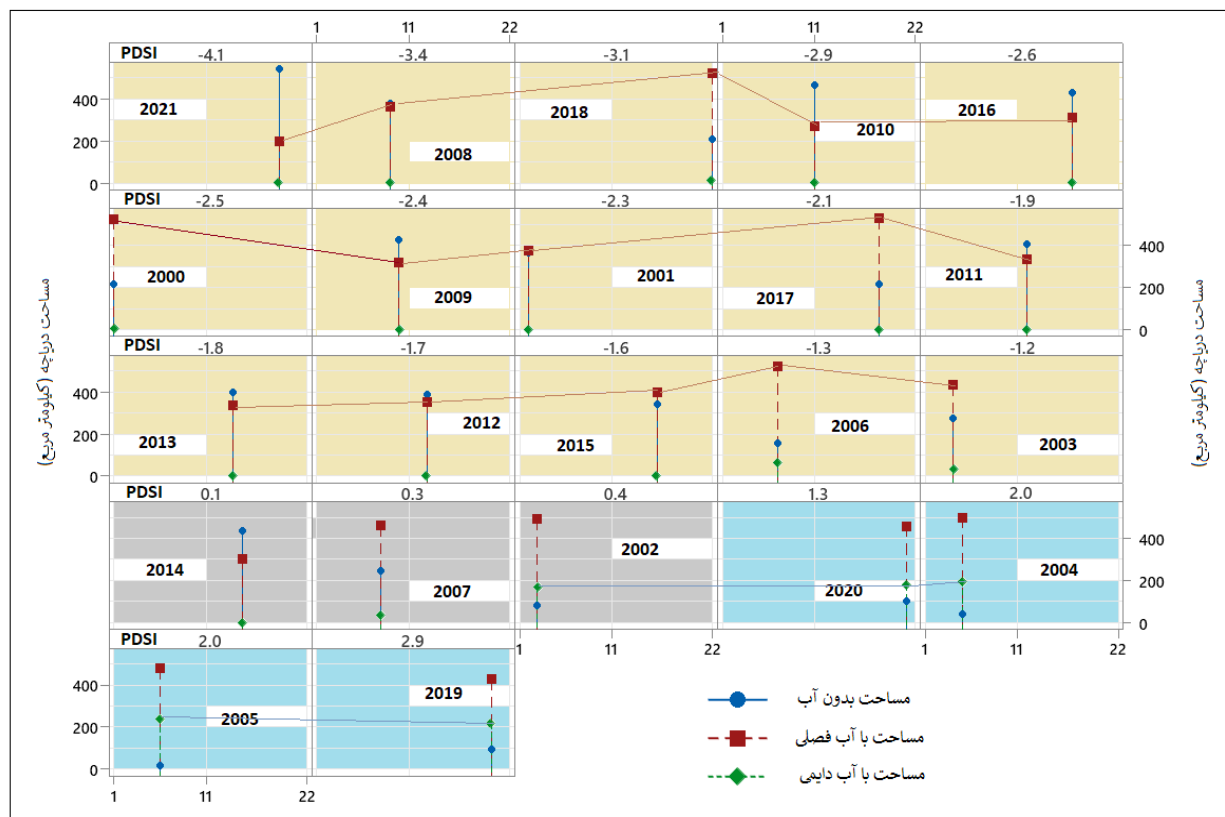 1 11 22 1 11 22
PDSI -4.1 -3.4 -3.1 -2.9 -2.6
400
200
0
2021
2008
2018
2010
2016
PDSI -2.5 -2.4 -2.3 -2.1 -1.9
400
200
0
2000
2009
2001
2017
2011
PDSI -1.8 -1.7 -1.6 -1.3 -1.2
400
200
0
2013
2012
2015
2006
2003
PDSI 0.1 0.3 0.4 1.3 2.0
400
200
0
2014
2007
2002
2020
2004
PDSI 2.0 2.9
1 11 22 1 11 22
400
200
0
2005
2019
1 11 22
مساحت دریاچه (کیلومتر مربع)
مساحت دریاچه (کیلومتر مربع)
مساحت بدون آب
مساحت با آب فصلی
مساحت با آب دایمی